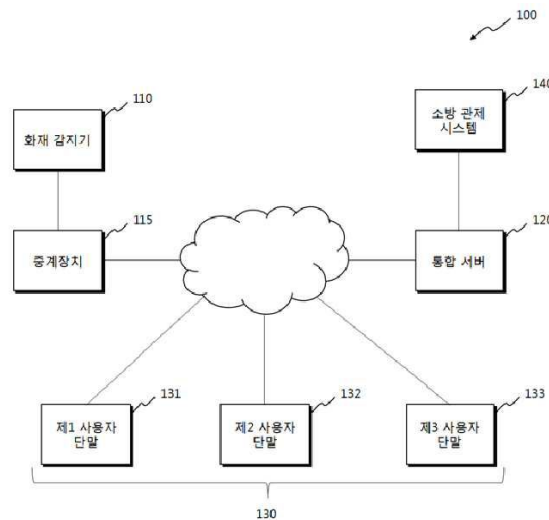 100
110
140
화재 감지기
소방 관제
시스템
115
120
중계장치
통합 서버
131
132
133
제1 사용자
단말
제2 사용자
단말
제3 사용자
단말
130